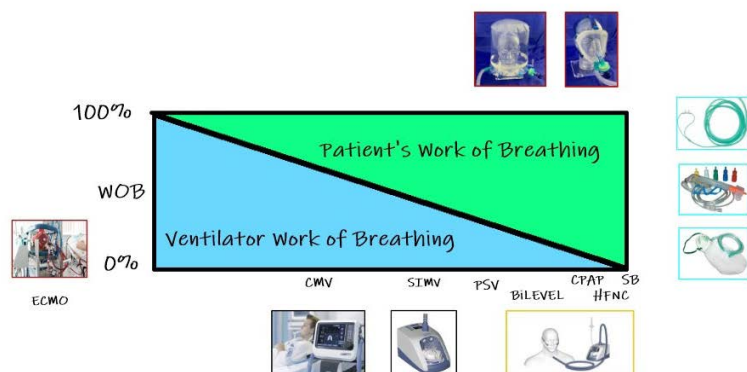 100%
Patient's Work of Breathing
WOB
Ventilator Work of Breathing
0%
ECMO
CMV
SIMV
PSV
BiLEVEL
CPAP
SB
HFNC